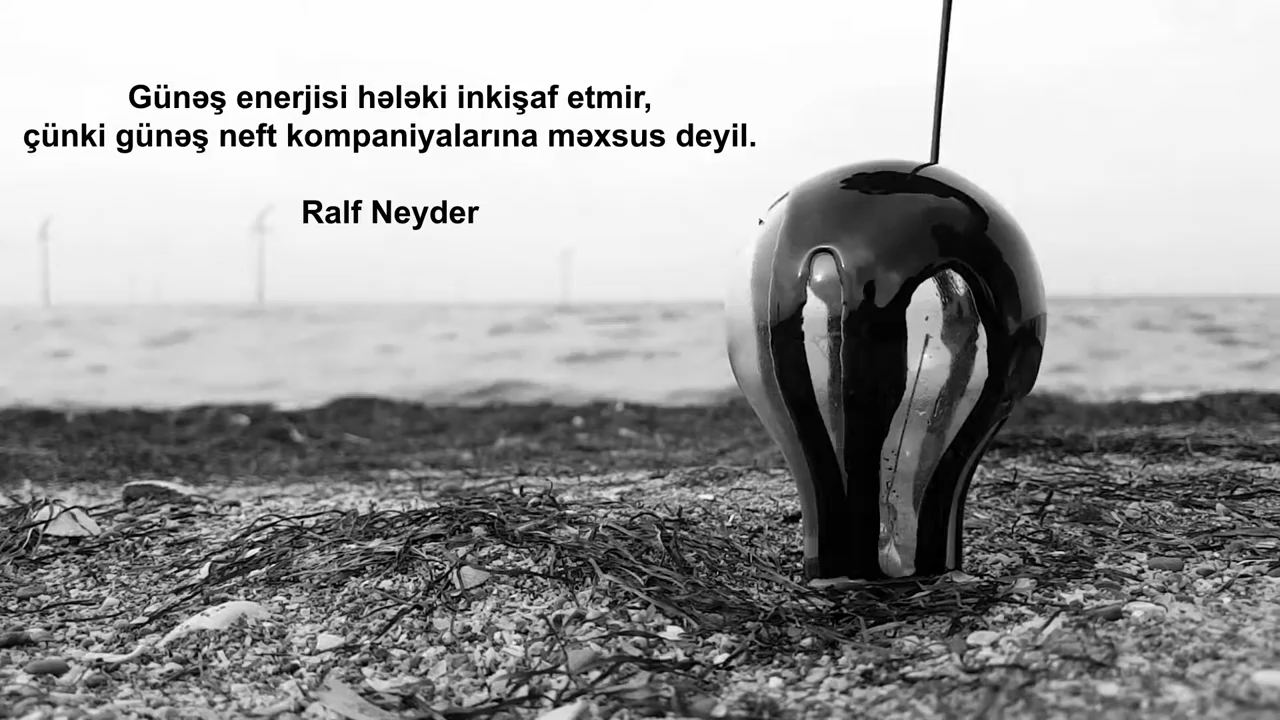 Günəş enerjisi hələki inkişaf etmir,
çünki günəş neft kompaniyalarına məxsus deyil.
Ralf Neyder